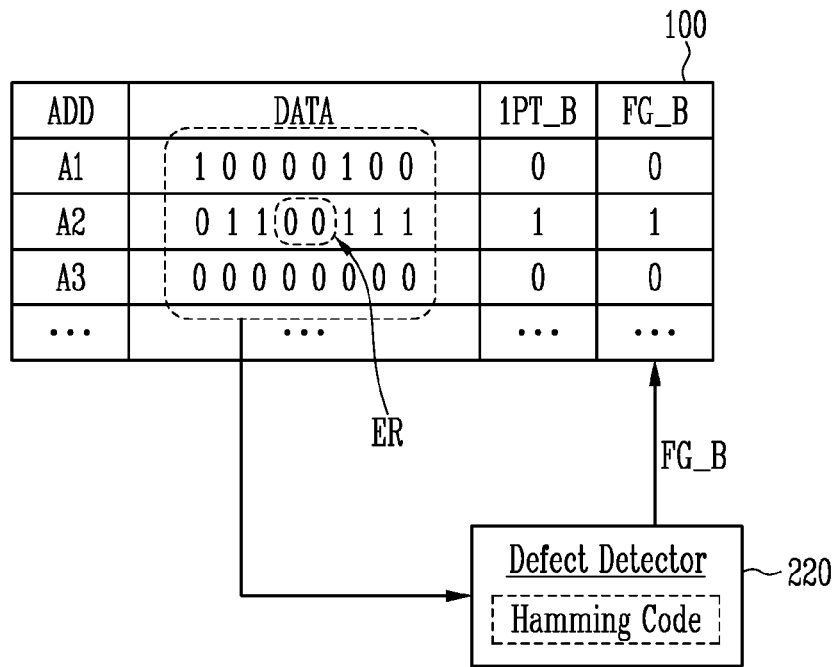 100
ADD DATA 1PT_B FG_B
A1 1 0 0 0 0 1 0 0 0 0
A2 0 1 1 0 0 1 1 1 1 1
A3 0 0 0 0 0 0 0 0 0 0
... ... ... ...
ER
FG_B
Defect Detector
220
Hamming Code